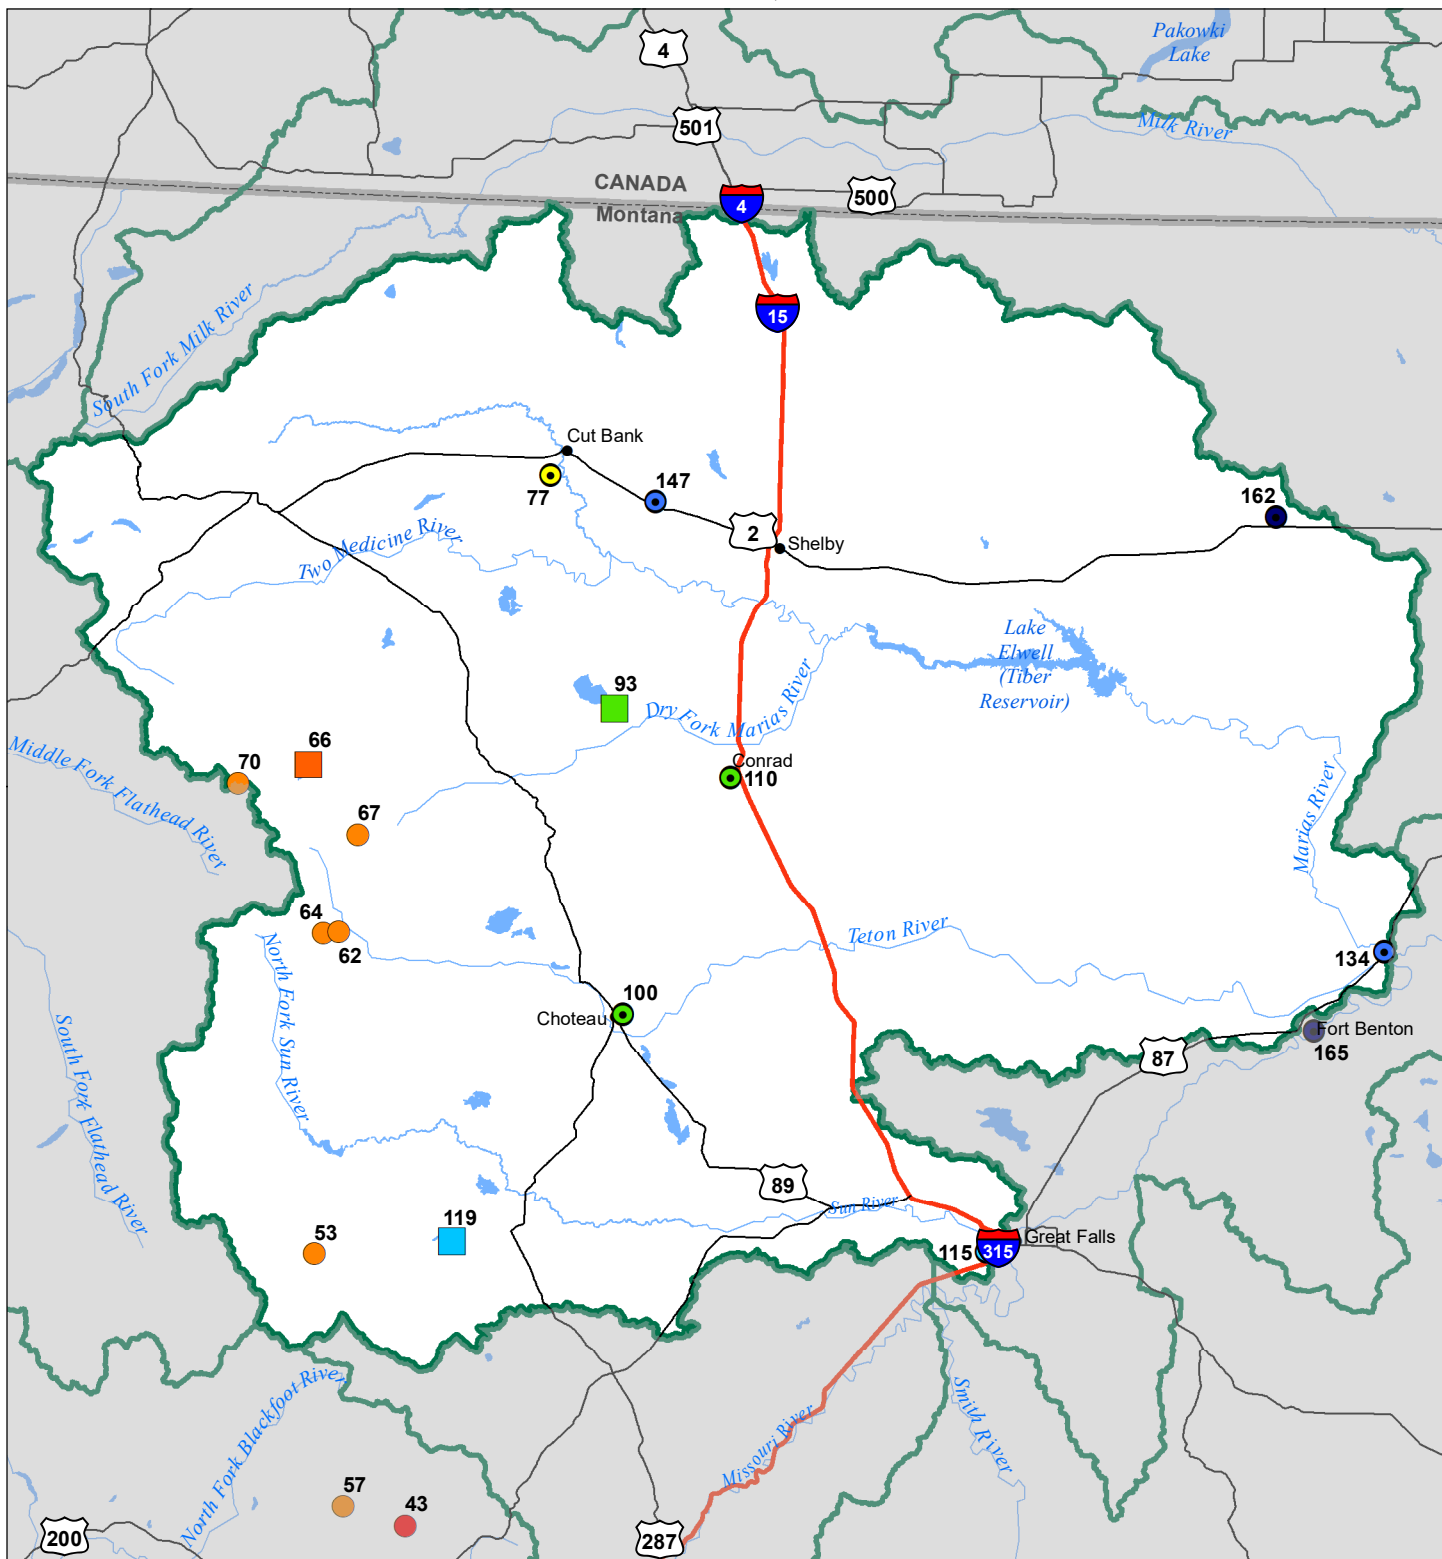 Pakowki
Lake
4
501
Milk River
CANADA
4
500
Montana
15
South Fork Milk River
Cut Bank
77
147
162
2
Shelby
Two Medicine River
Lake
Elwell
(Tiber
Reservoir)
93
Dry Fork Marias River
66
70
Middle Fork Flathead River
Conrad
110
67
Marias River
64
62
North Fork Sun River
Teton River
134
100
Choteau
Fort Benton
165
87
South Fork Flathead River
89
Sun River
119
53
115
315
Great Falls
North Fork Blackfoot River
Missouri River
Smith River
57
43
200
287